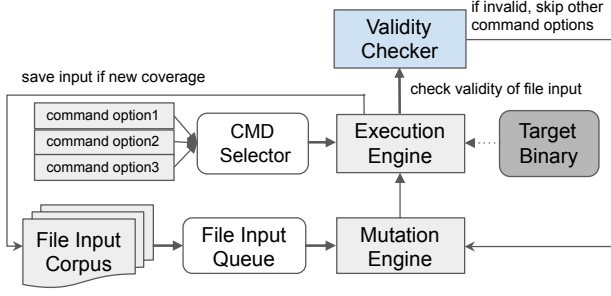 if invalid, skip other
command options
Validity
Checker
save input if new coverage
check validity of file input
command option1
command option2
command option3
CMD
Selector
Execution
Engine
Target
Binary
File Input
Corpus
File Input
Queue
Mutation
Engine